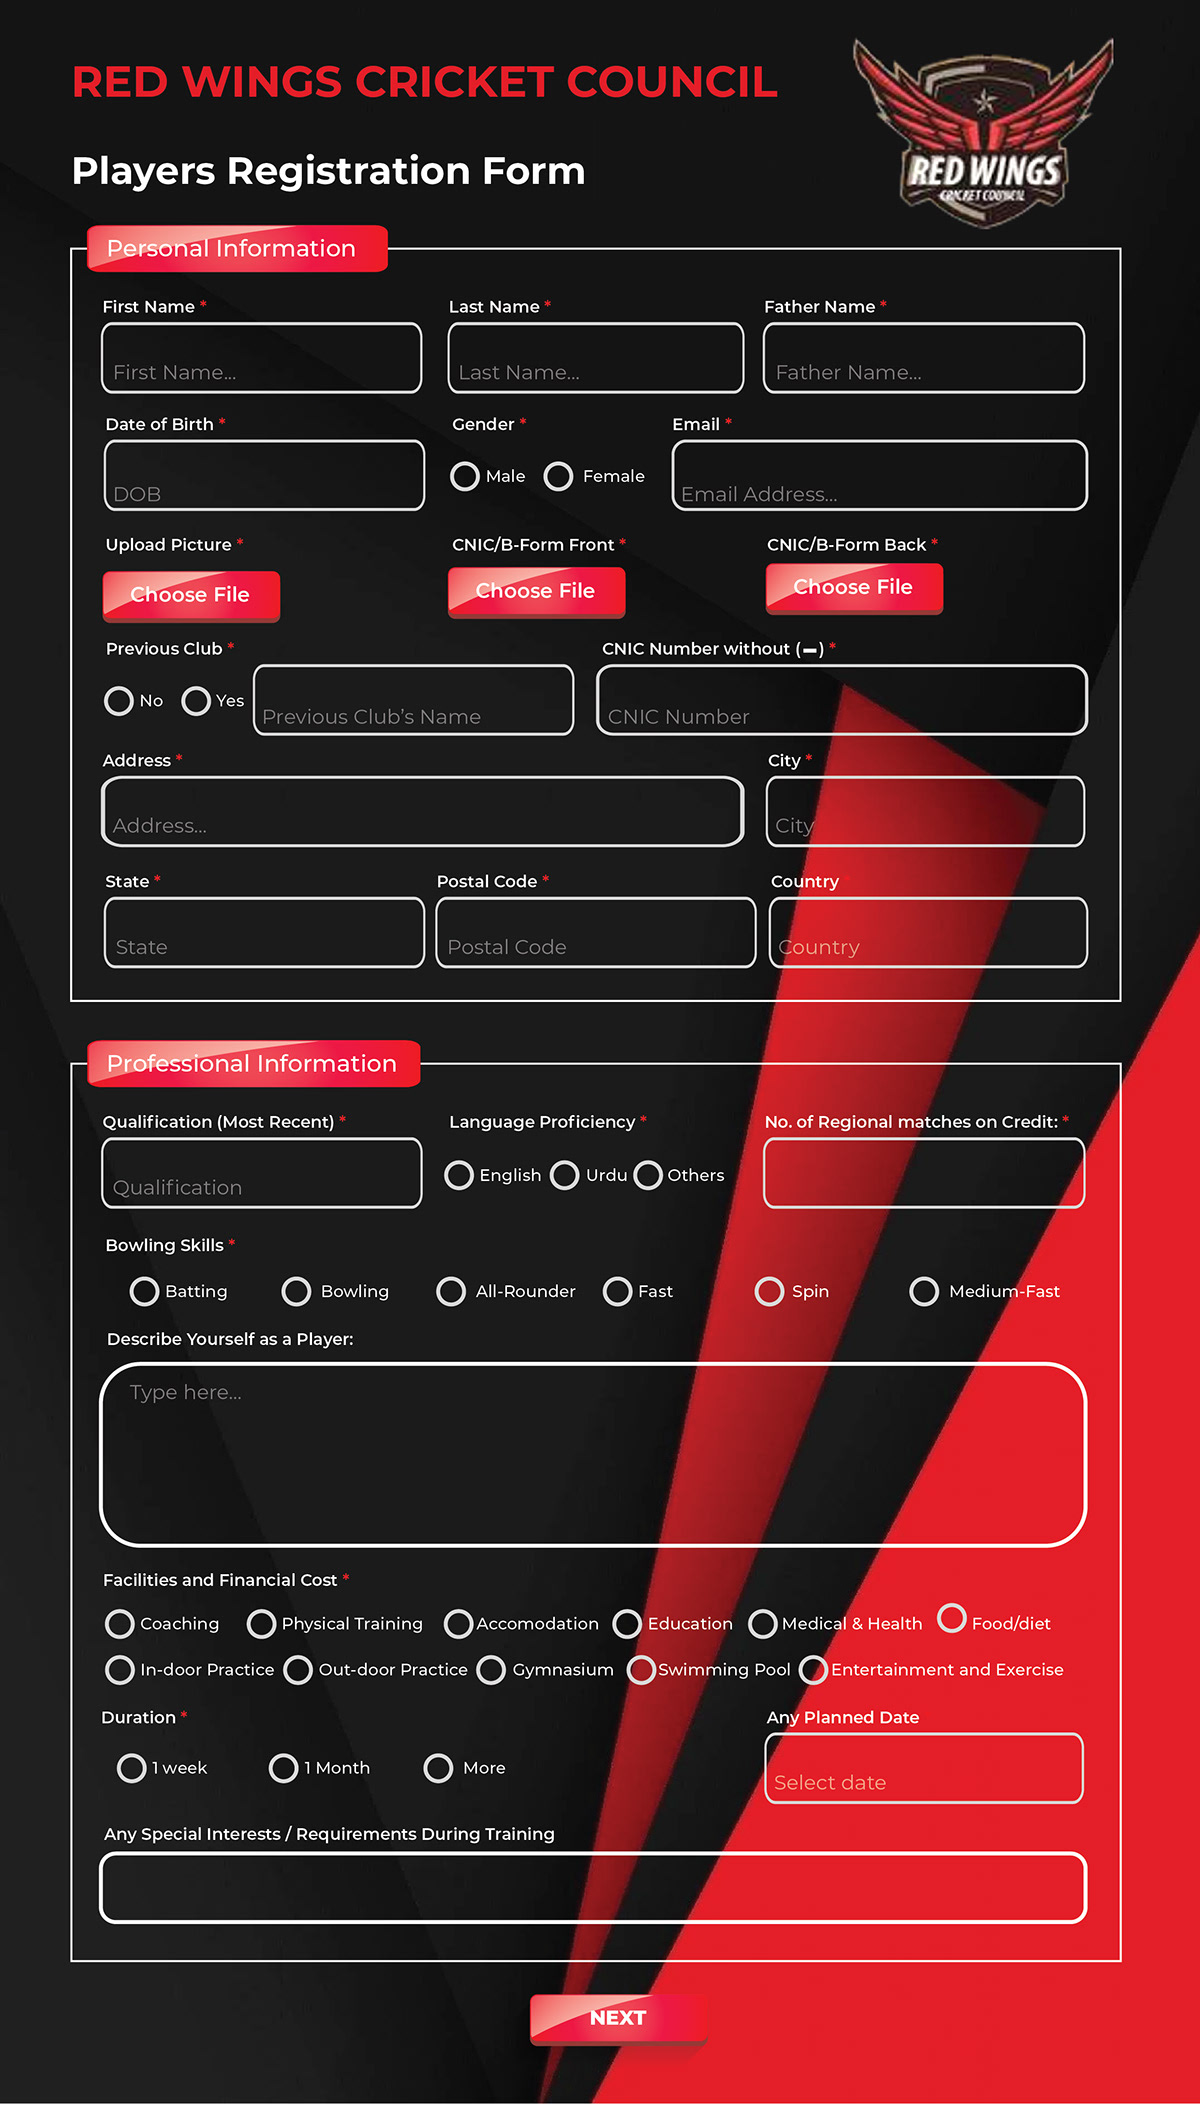 RED WINGS CRICKET COUNCIL
RED WINGS
CRICKET COUNCIL
Players Registration Form
Personal Information
First Name * Last Name * Father Name *
First Name... Last Name... Father Name...
Date of Birth * Gender * Email *
DOB Male Female Email Address...
Upload Picture * CNIC/B-Form Front * CNIC/B-Form Back *
Choose File Choose File Choose File
Previous Club * CNIC Number without (-) *
No Yes Previous Club's Name CNIC Number
Address * City *
Address... City
State * Postal Code * Country
State Postal Code Country
Professional Information
Qualification (Most Recent) * Language Proficiency * No. of Regional matches on Credit: *
Qualification English Urdu Others
Bowling Skills *
Batting Bowling All-Rounder Fast Spin Medium-Fast
Describe Yourself as a Player:
Type here...
Facilities and Financial Cost *
Coaching Physical Training Accomodation Education Medical & Health Food/diet
In-door Practice Out-door Practice Gymnasium Swimming Pool Entertainment and Exercise
Duration * Any Planned Date
1 week 1 Month More Select date
Any Special Interests / Requirements During Training
NEXT